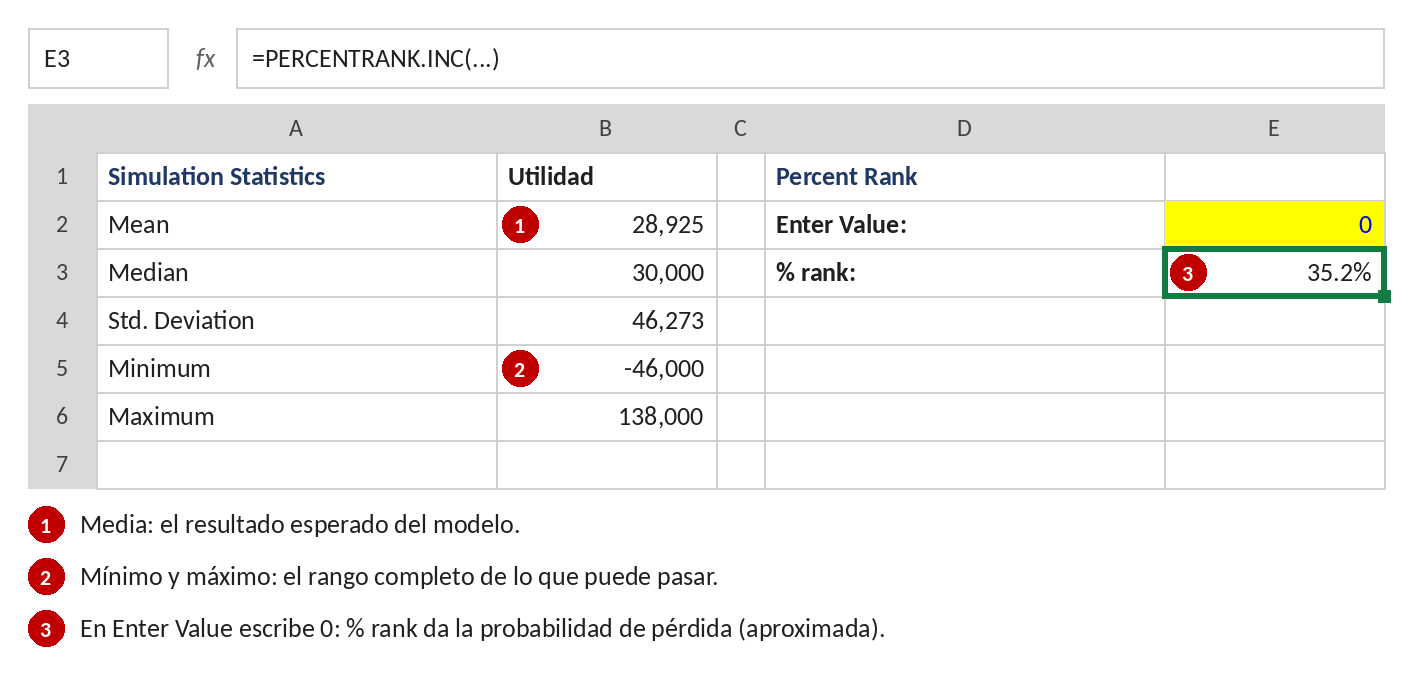 E3 fx =PERCENTRANK.INC(...)
A B C D E
1 Simulation Statistics Utilidad Percent Rank
2 Mean 1 28,925 Enter Value: 0
3 Median 30,000 % rank: 3 35.2%
4 Std. Deviation 46,273
5 Minimum 2 -46,000
6 Maximum 138,000
7
1 Media: el resultado esperado del modelo.
2 Mínimo y máximo: el rango completo de lo que puede pasar.
3 En Enter Value escribe 0: % rank da la probabilidad de pérdida (aproximada).